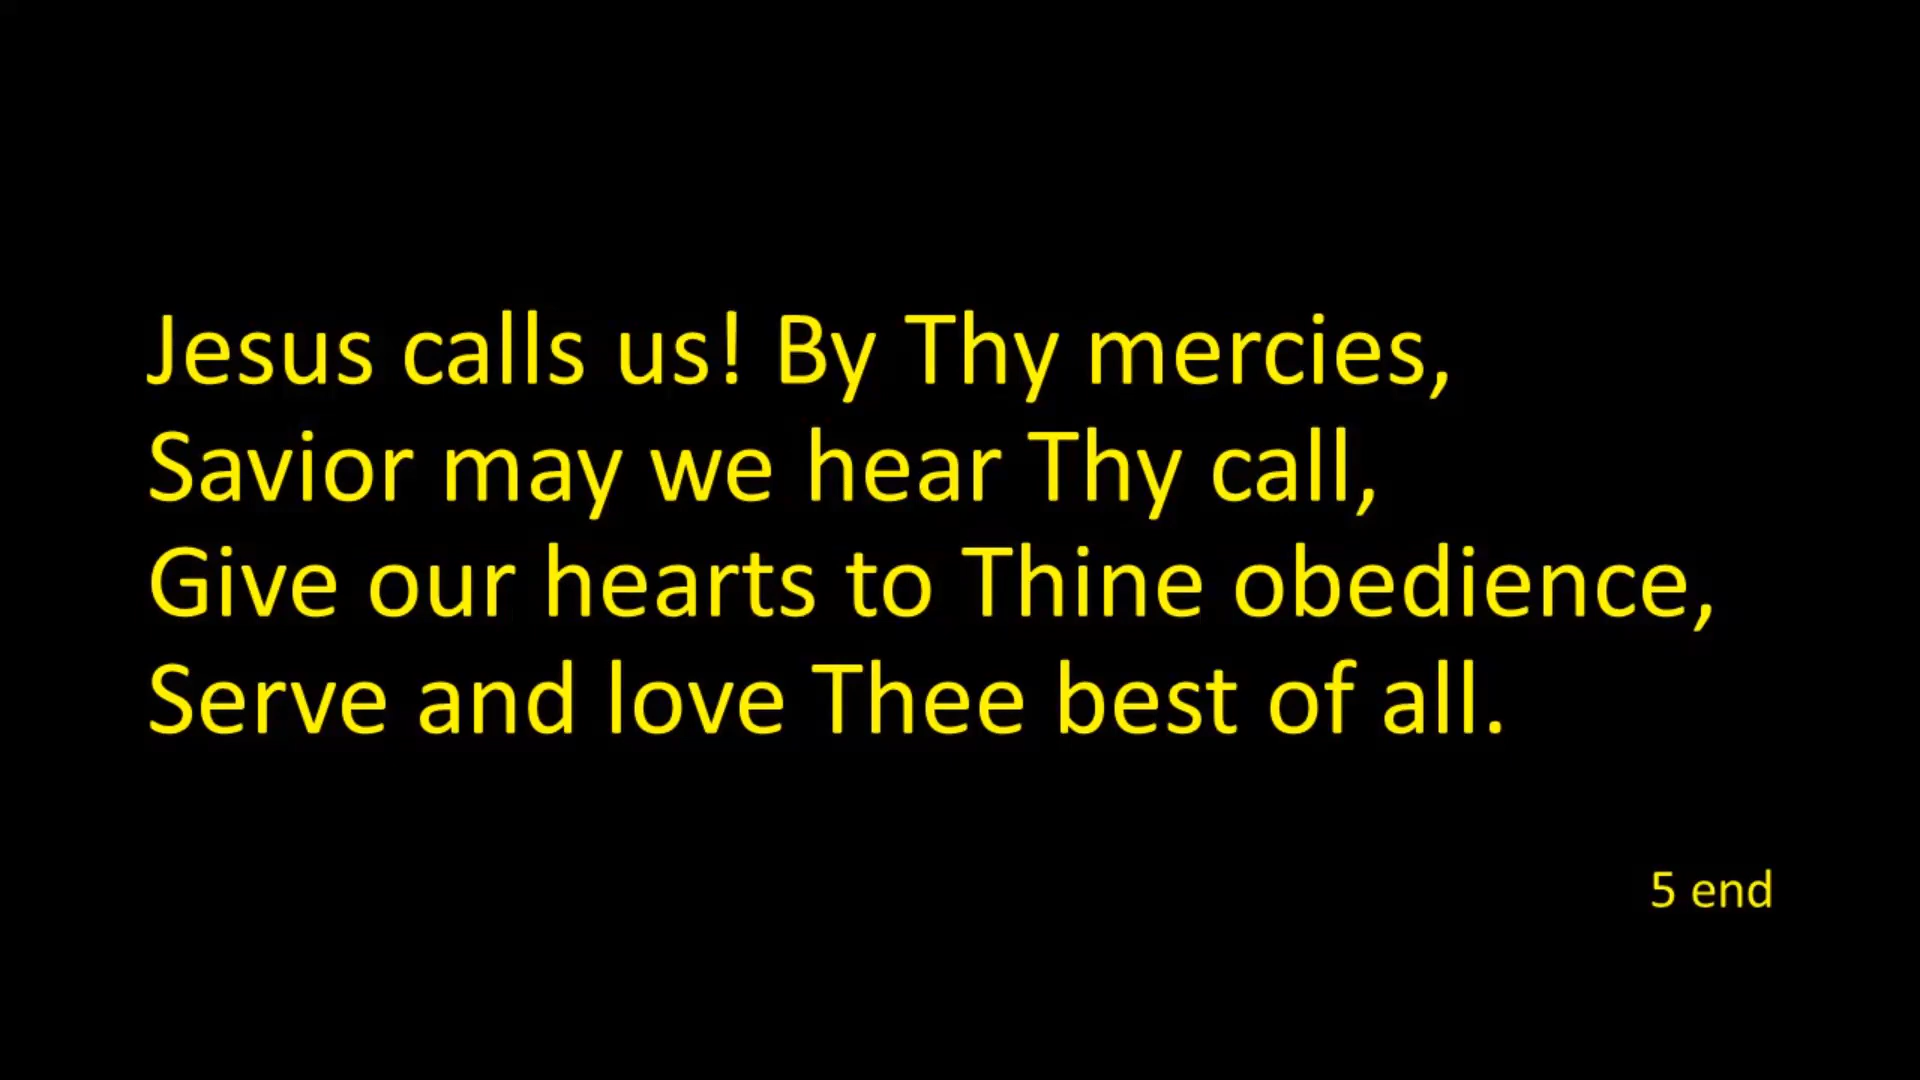 Jesus calls us! By Thy mercies,
Savior may we hear Thy call,
Give our hearts to Thine obedience,
Serve and love Thee best of all.
5 end